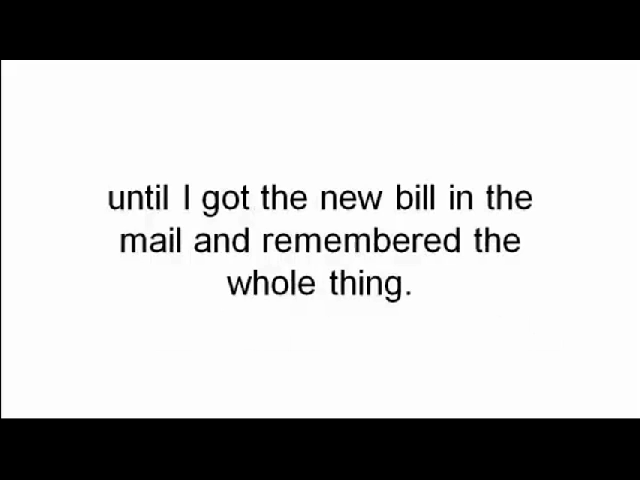 until I got the new bill in the
mail and remembered the
whole thing.